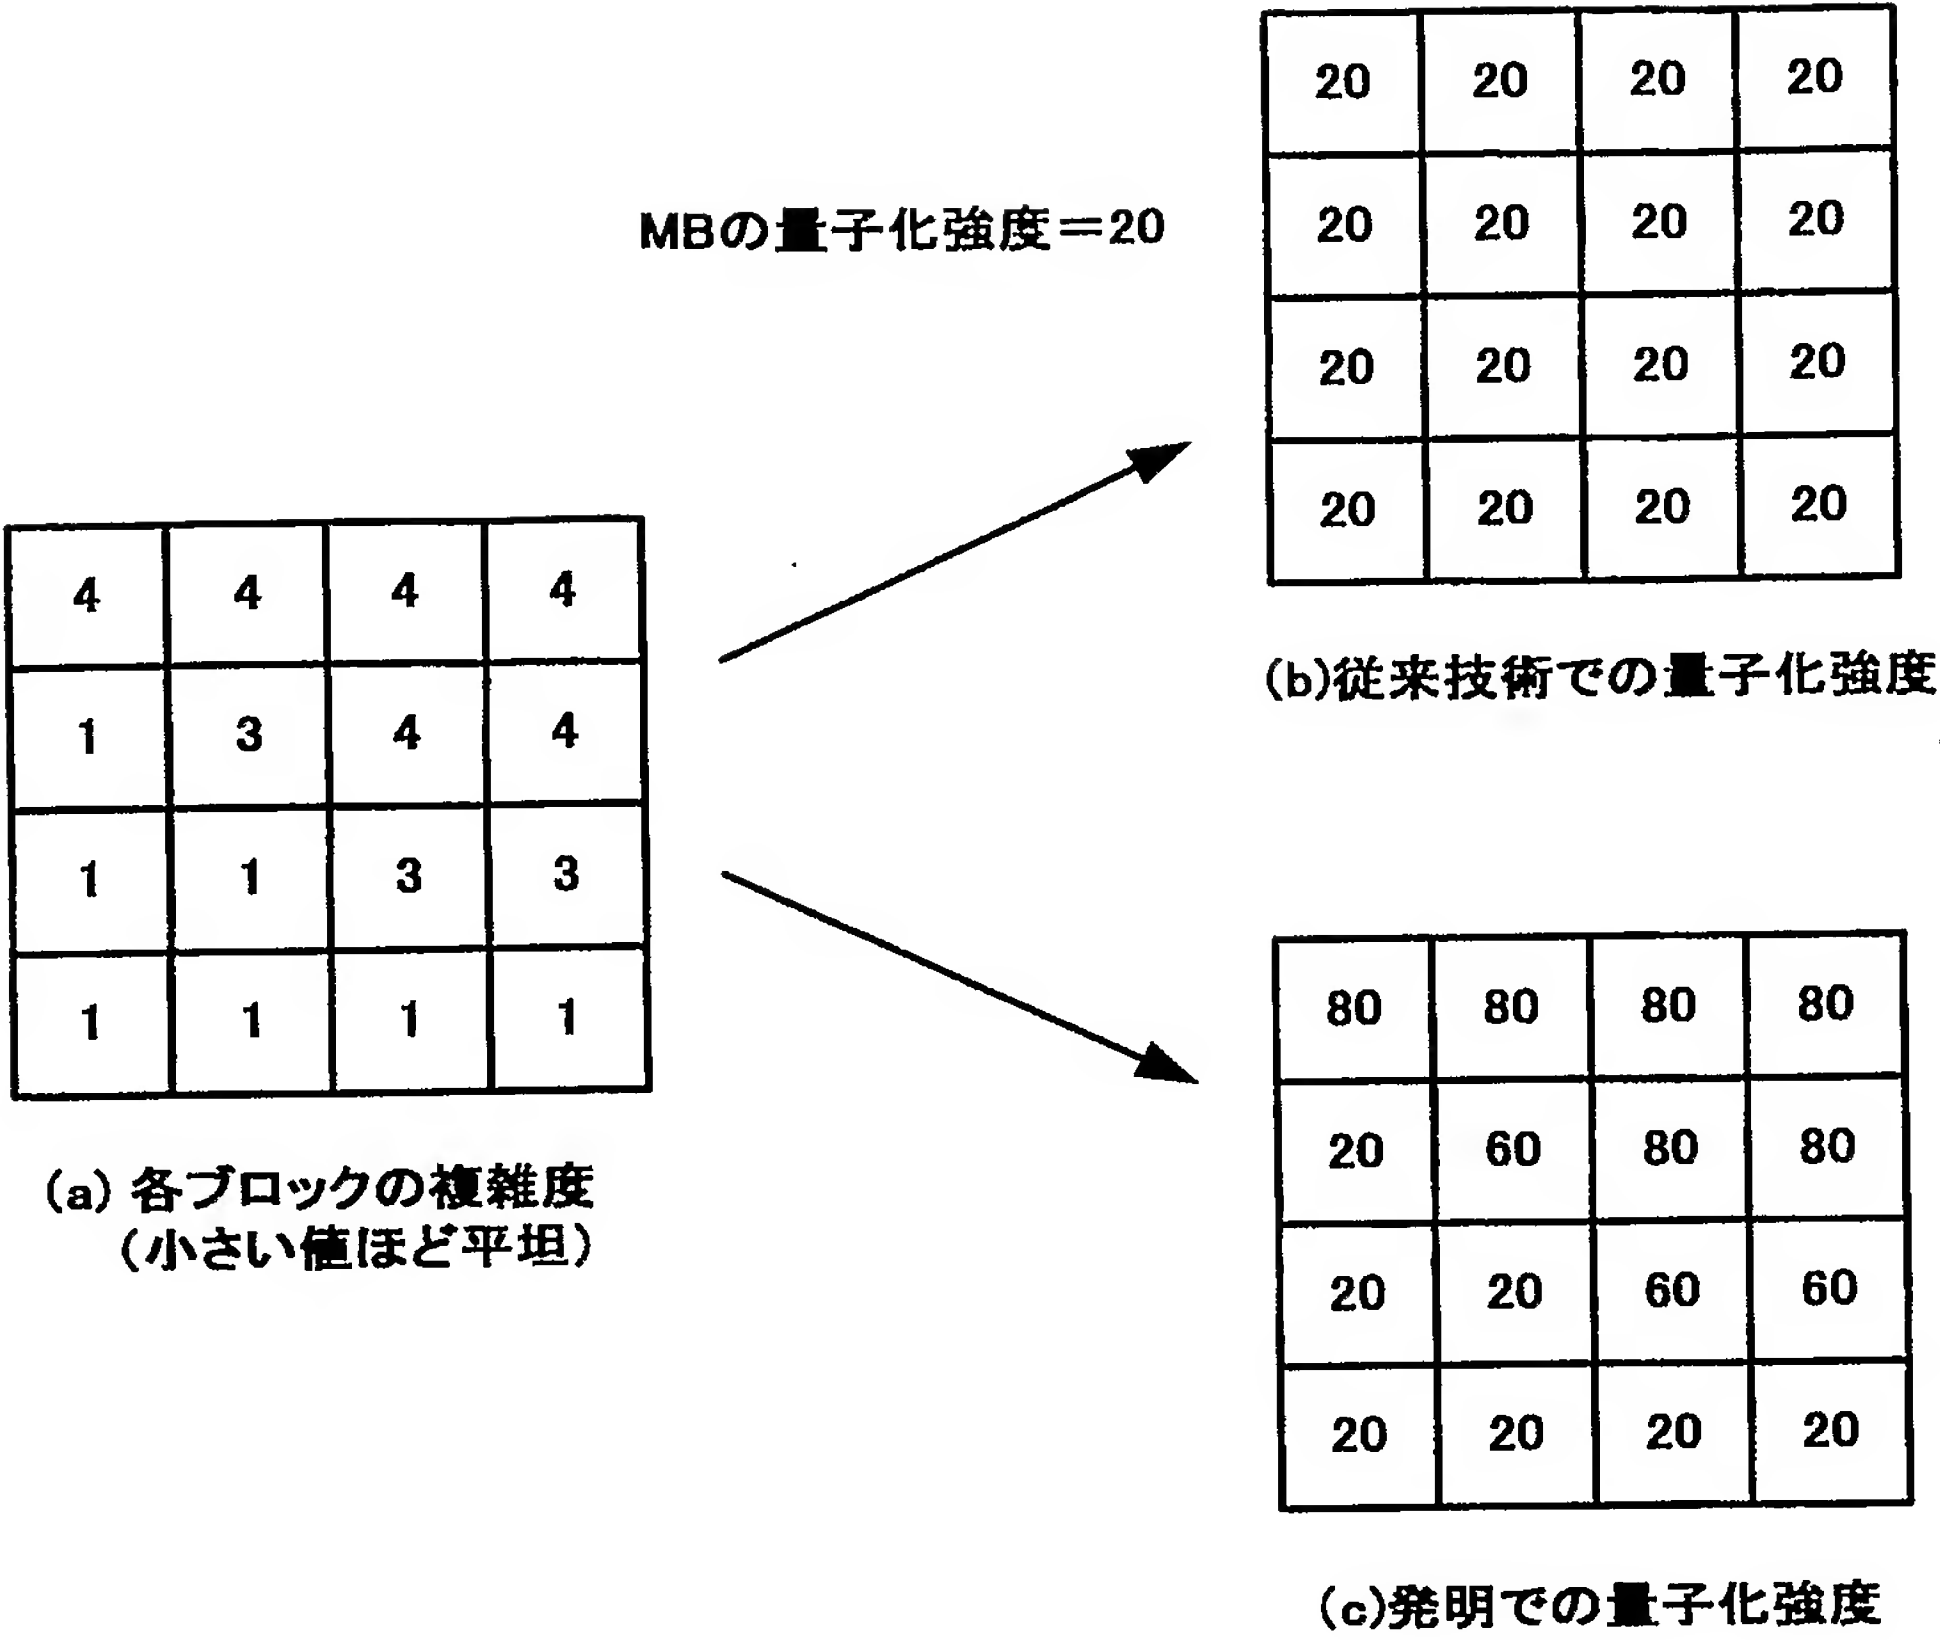 MBの量子化強度＝20
20 20 20 20
20 20 20 20
20 20 20 20
20 20 20 20
(b)従来技術での量子化強度
4 4 4 4
1 3 4 4
1 1 3 3
1 1 1 1
(a) 各ブロックの複雑度
(小さい値ほど平坦)
80 80 80 80
20 60 80 80
20 20 60 60
20 20 20 20
(c)発明での量子化強度